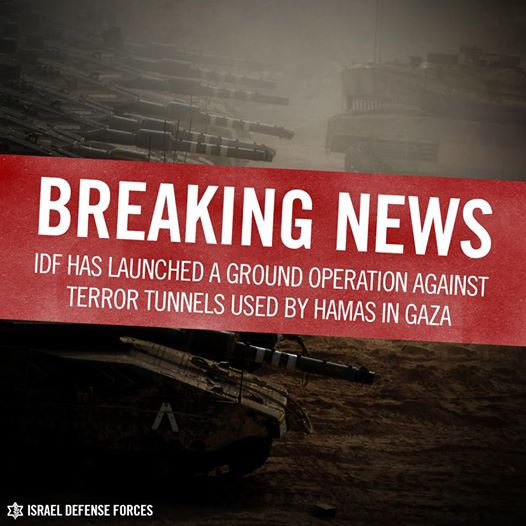 BREAKING NEWS
IDF HAS LAUNCHED A GROUND OPERATION AGAINST
TERROR TUNNELS USED BY HAMAS IN GAZA
ISRAEL DEFENSE FORCES